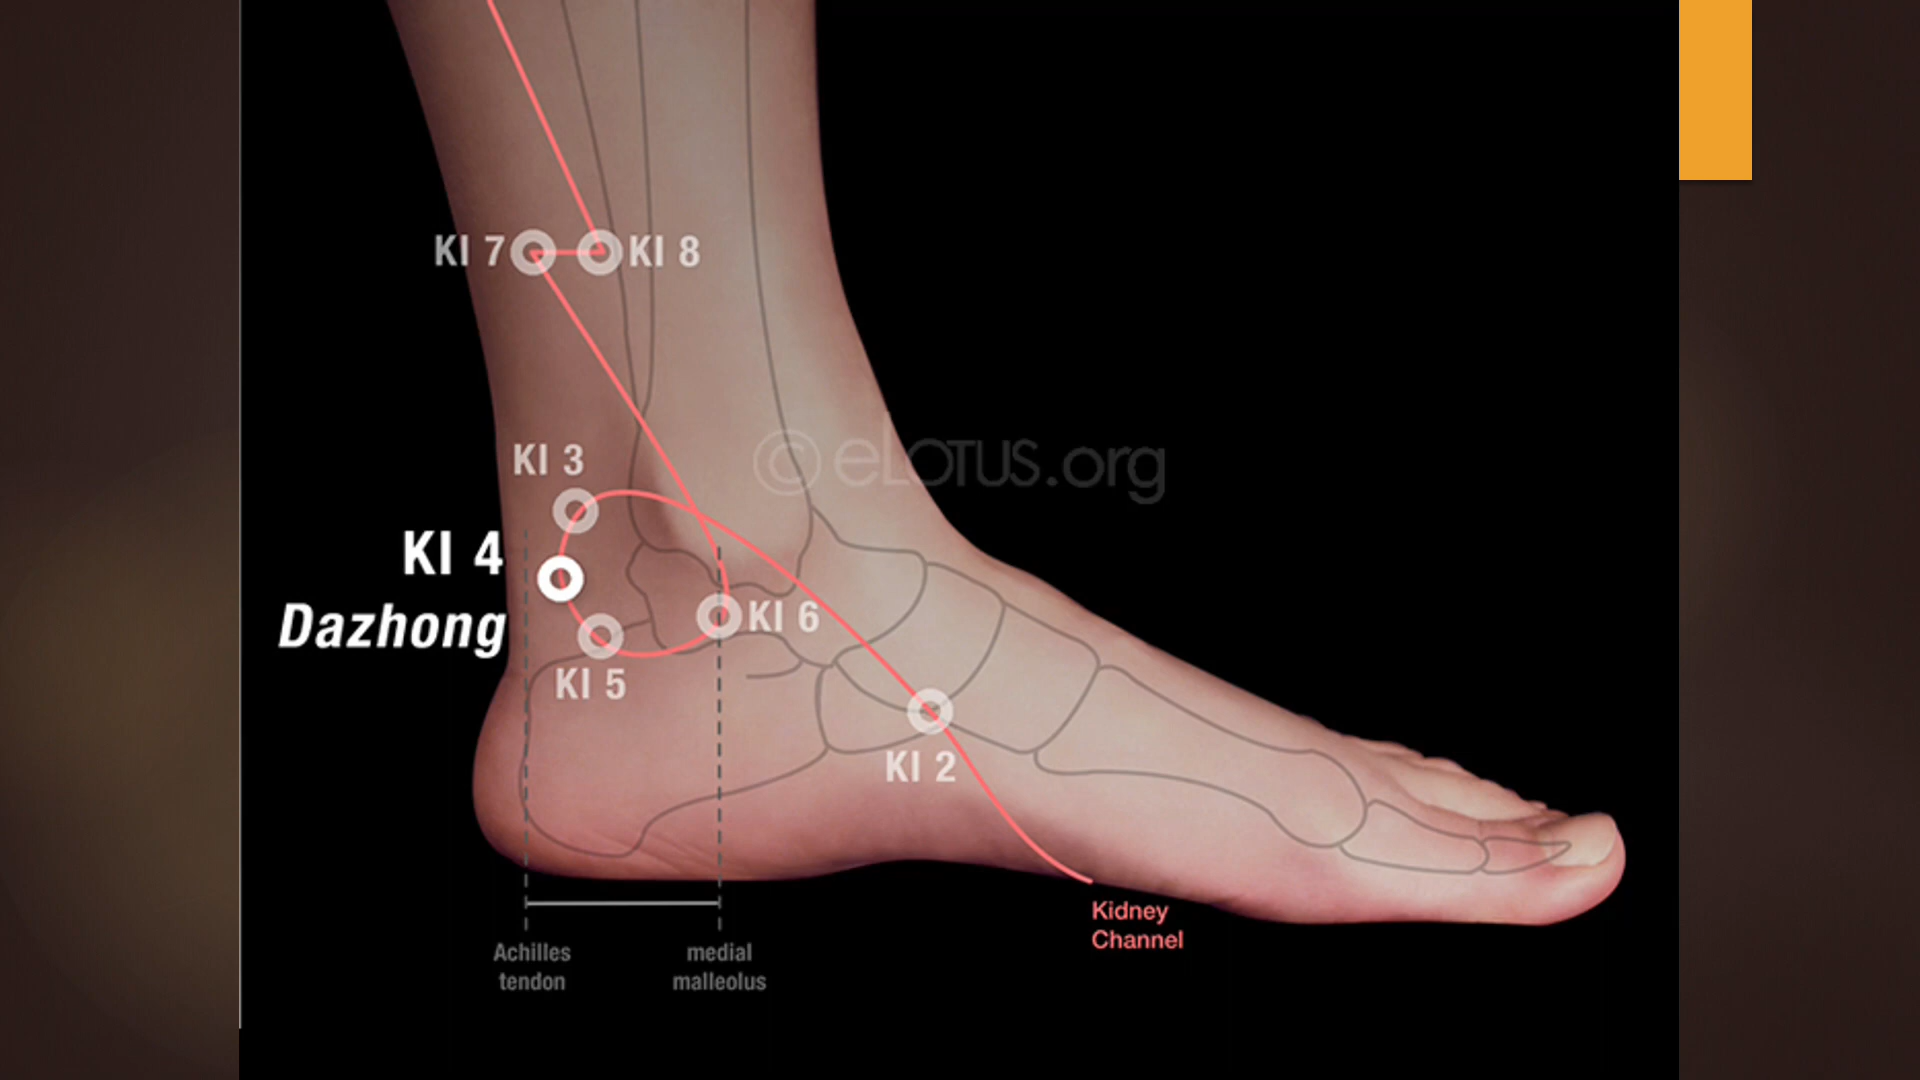 KI 7
KI 8
KI 3
© eLOTUS.org
KI 4
Dazhong
KI 6
KI 5
KI 2
Kidney
Channel
Achilles
tendon
medial
malleolus